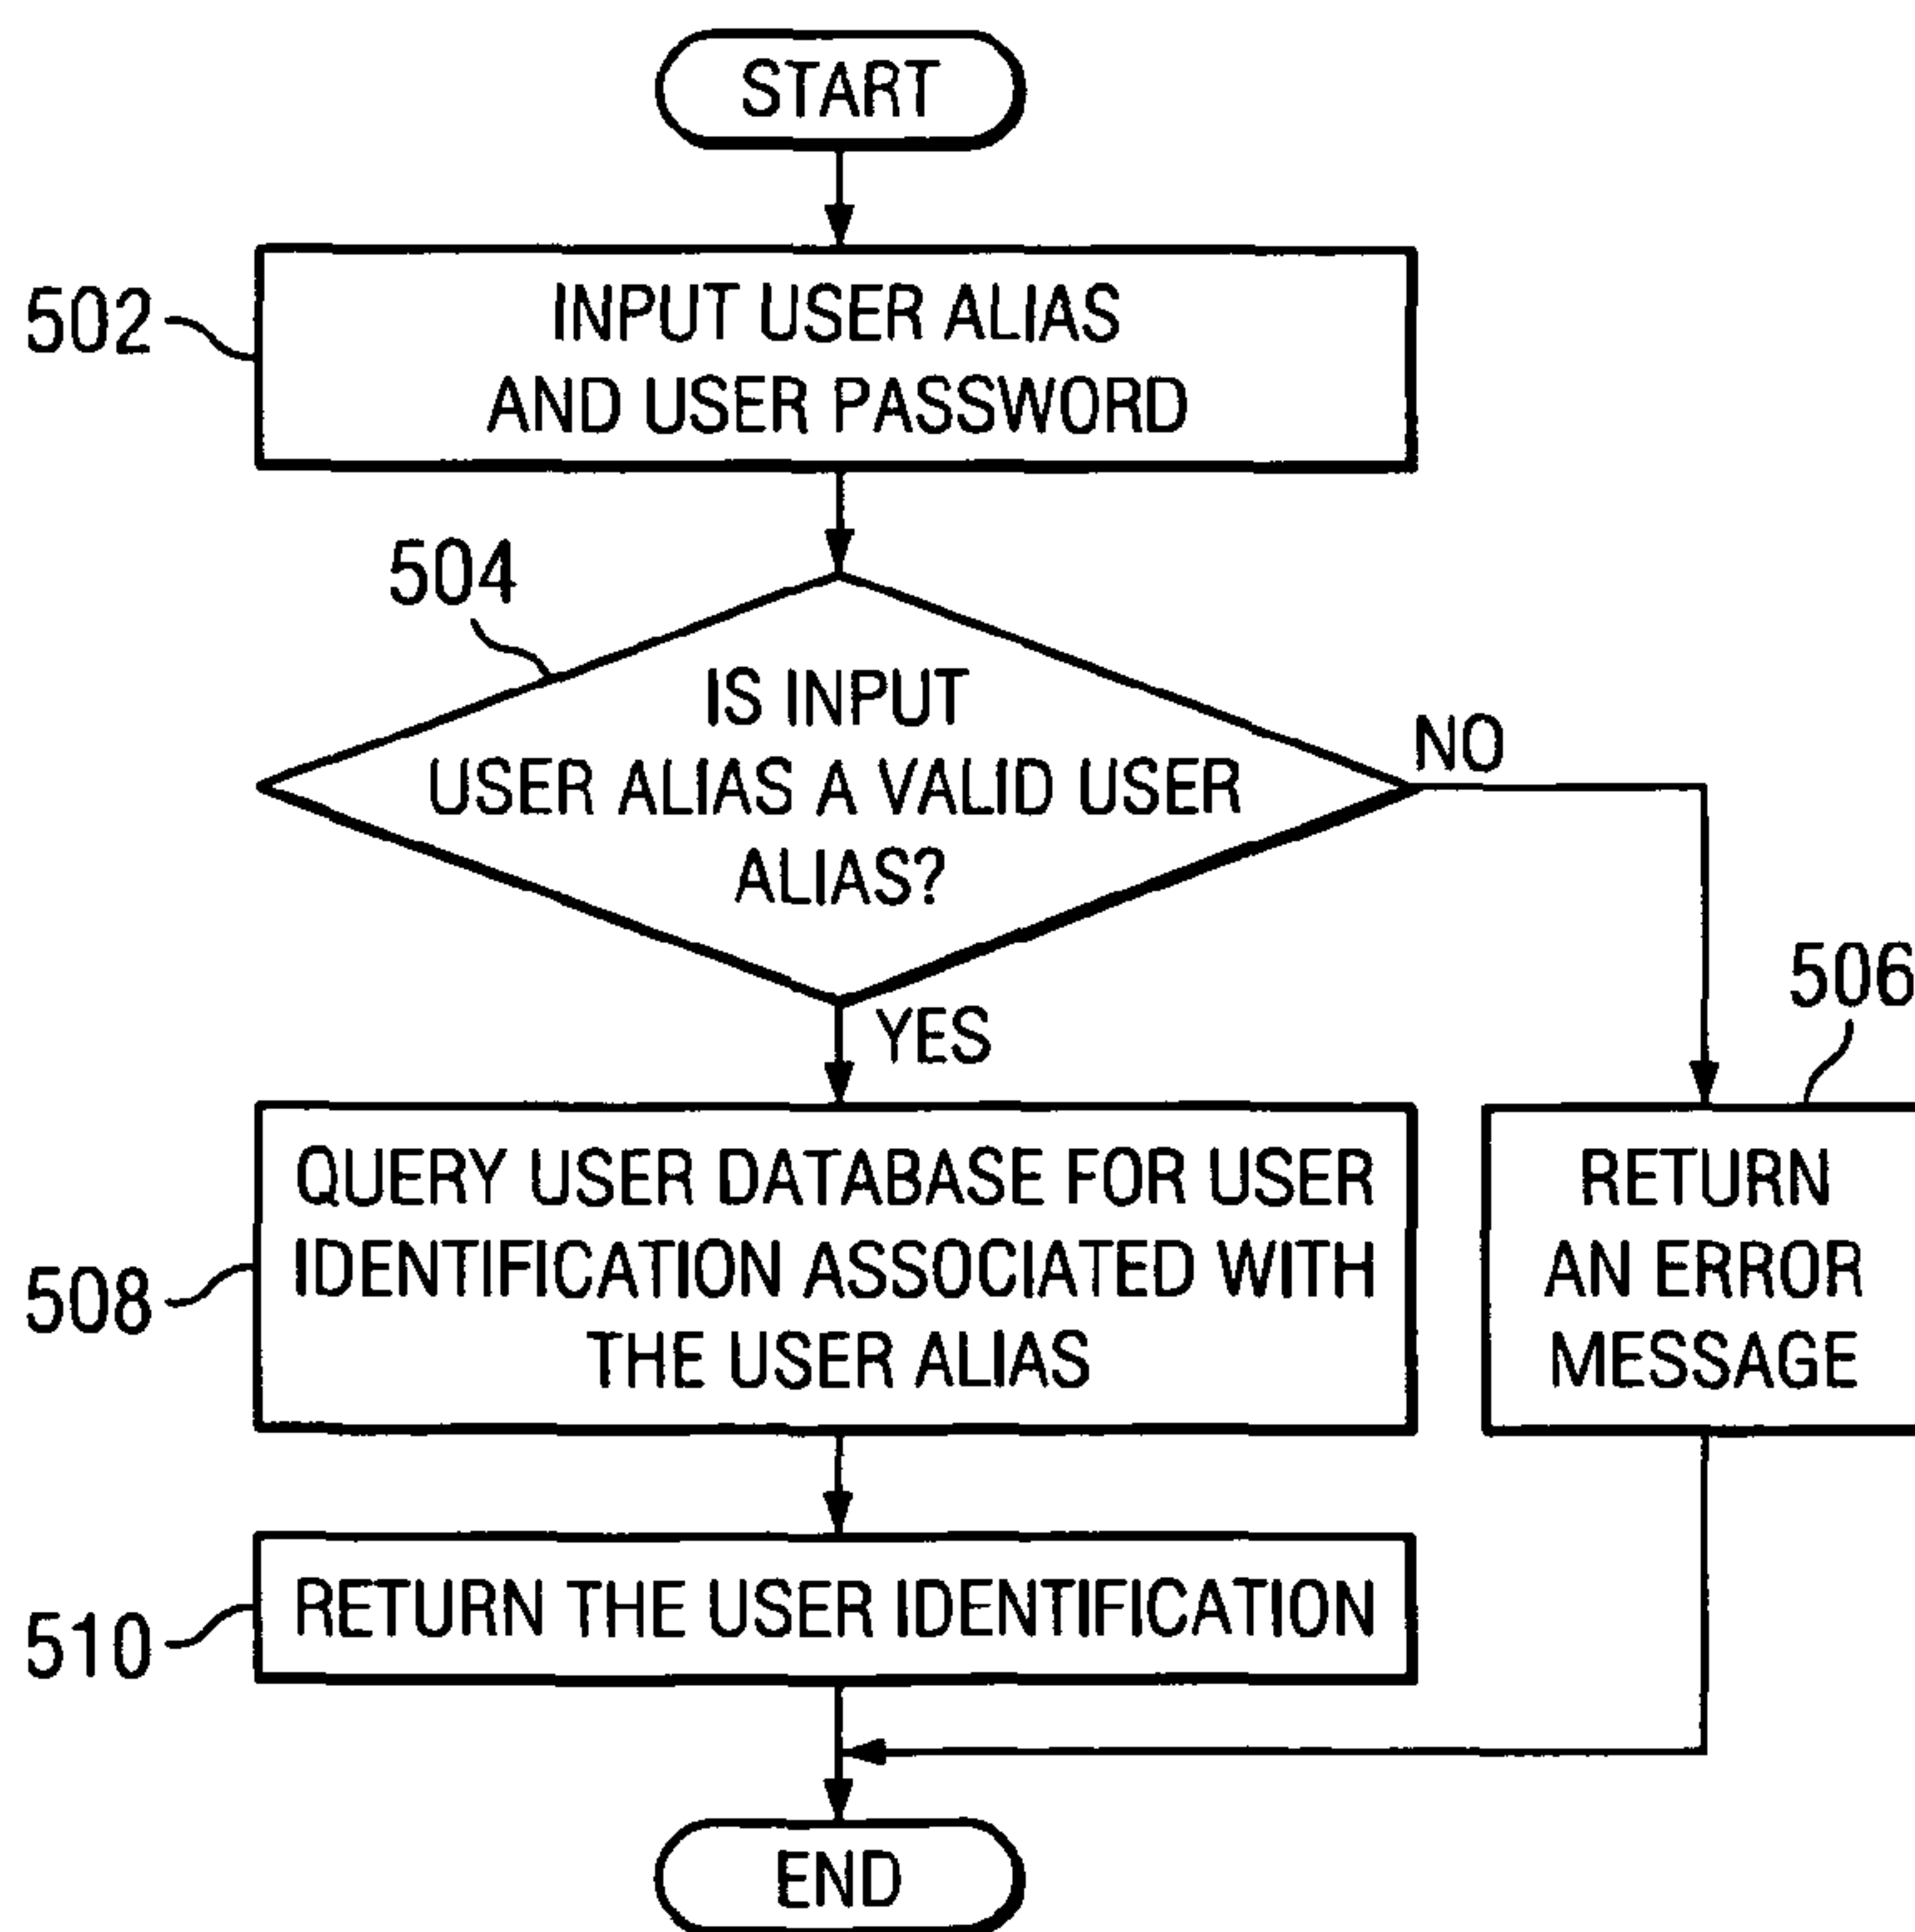 START
502
INPUT USER ALIAS
AND USER PASSWORD
504
IS INPUT
USER ALIAS A VALID USER
ALIAS?
NO
YES
506
508
QUERY USER DATABASE FOR USER
IDENTIFICATION ASSOCIATED WITH
THE USER ALIAS
RETURN
AN ERROR
MESSAGE
510
RETURN THE USER IDENTIFICATION
END